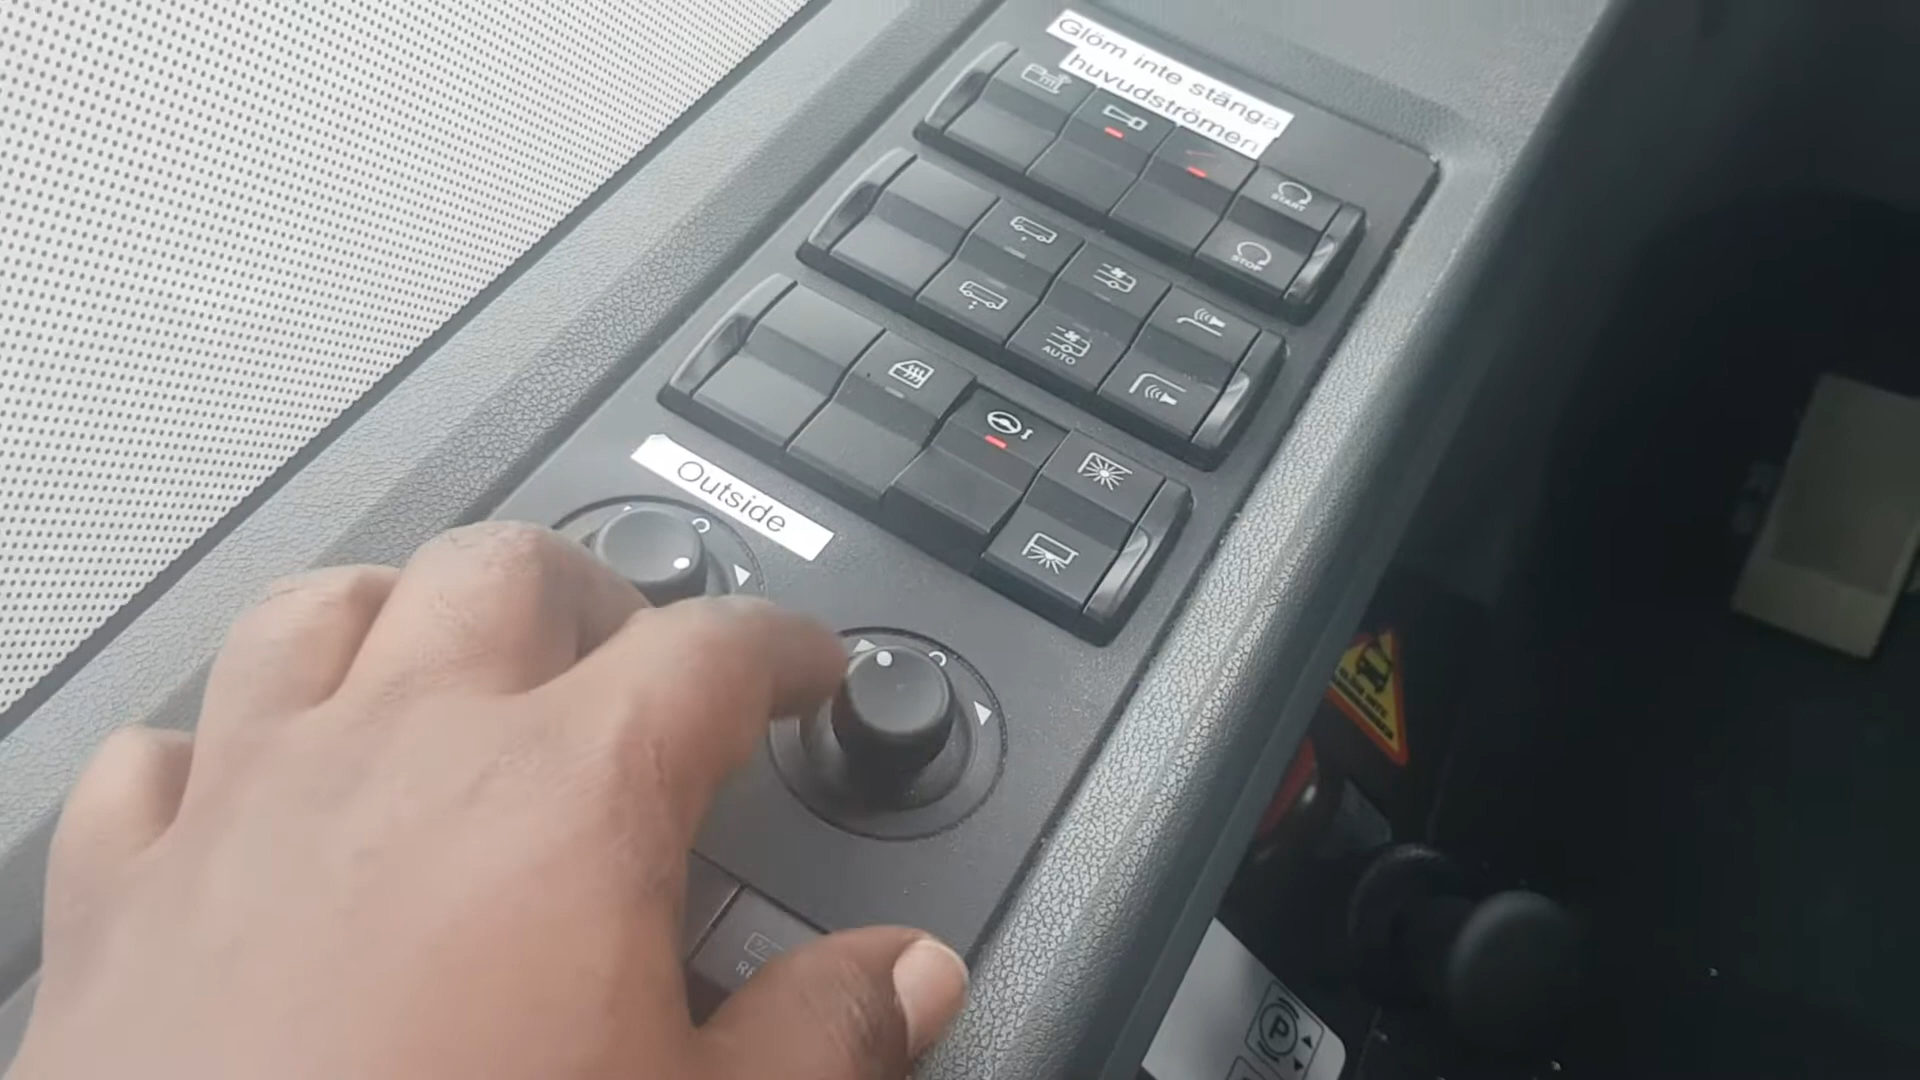 Glöm inte stänga
huvudströmen
START
STOP
AUTO
Outside
P